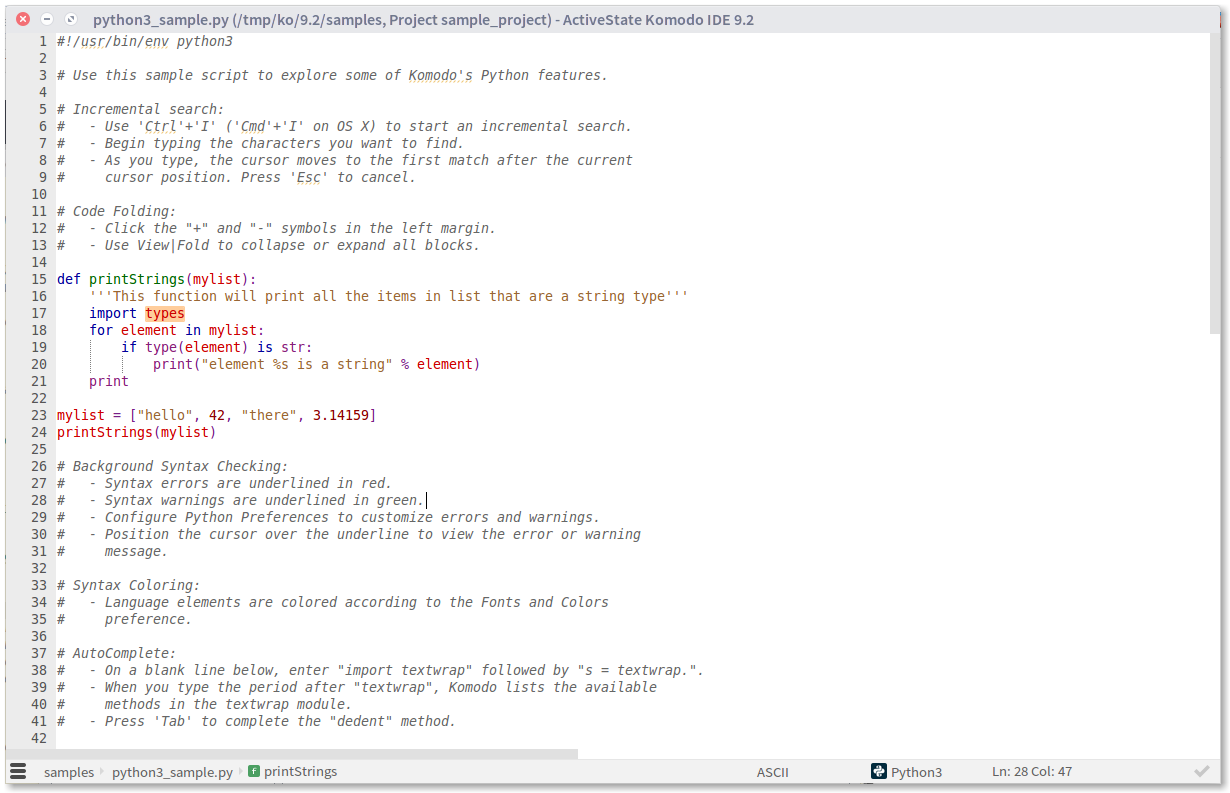 python3_sample.py (/tmp/ko/9.2/samples, Project sample_project) - ActiveState Komodo IDE 9.2
1 #!/usr/bin/env python3
2
3 # Use this sample script to explore some of Komodo's Python features.
4
5 # Incremental search:
6 #   - Use 'Ctrl'+'I' ('Cmd'+'I' on OS X) to start an incremental search.
7 #   - Begin typing the characters you want to find.
8 #   - As you type, the cursor moves to the first match after the current
9 #     cursor position. Press 'Esc' to cancel.
10
11 # Code Folding:
12 #   - Click the "+" and "-" symbols in the left margin.
13 #   - Use View|Fold to collapse or expand all blocks.
14
15 def printStrings(mylist):
16     '''This function will print all the items in list that are a string type'''
17     import types
18     for element in mylist:
19         if type(element) is str:
20             print("element %s is a string" % element)
21     print
22
23 mylist = ["hello", 42, "there", 3.14159]
24 printStrings(mylist)
25
26 # Background Syntax Checking:
27 #   - Syntax errors are underlined in red.
28 #   - Syntax warnings are underlined in green.
29 #   - Configure Python Preferences to customize errors and warnings.
30 #   - Position the cursor over the underline to view the error or warning
31 #     message.
32
33 # Syntax Coloring:
34 #   - Language elements are colored according to the Fonts and Colors
35 #     preference.
36
37 # AutoComplete:
38 #   - On a blank line below, enter "import textwrap" followed by "s = textwrap.".
39 #   - When you type the period after "textwrap", Komodo lists the available
40 #     methods in the textwrap module.
41 #   - Press 'Tab' to complete the "dedent" method.
42
samples python3_sample.py f printStrings ASCII Python3 Ln: 28 Col: 47